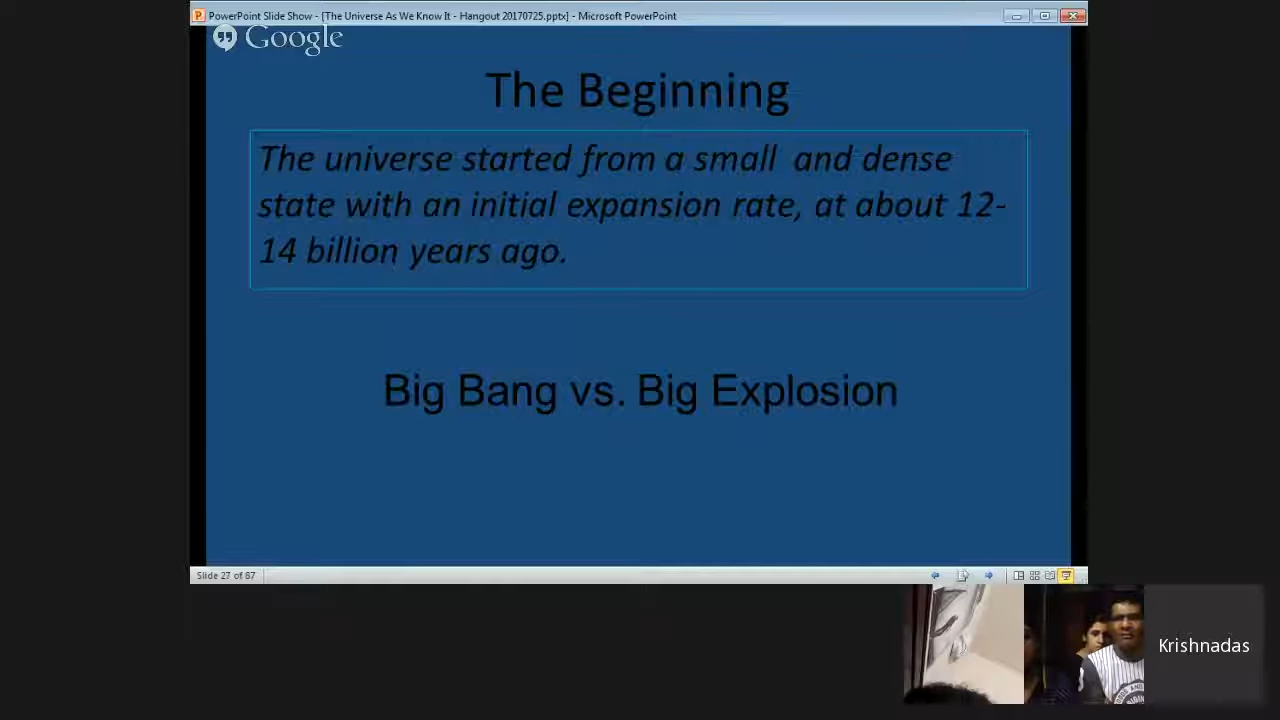 PowerPoint Slide Show - [The Universe As We Know It - Hangout 20170725.pptx] - Microsoft PowerPoint
Google
The Beginning
The universe started from a small and dense
state with an initial expansion rate, at about 12-
14 billion years ago.
Big Bang vs. Big Explosion
Slide 27 of 87
Krishnadas